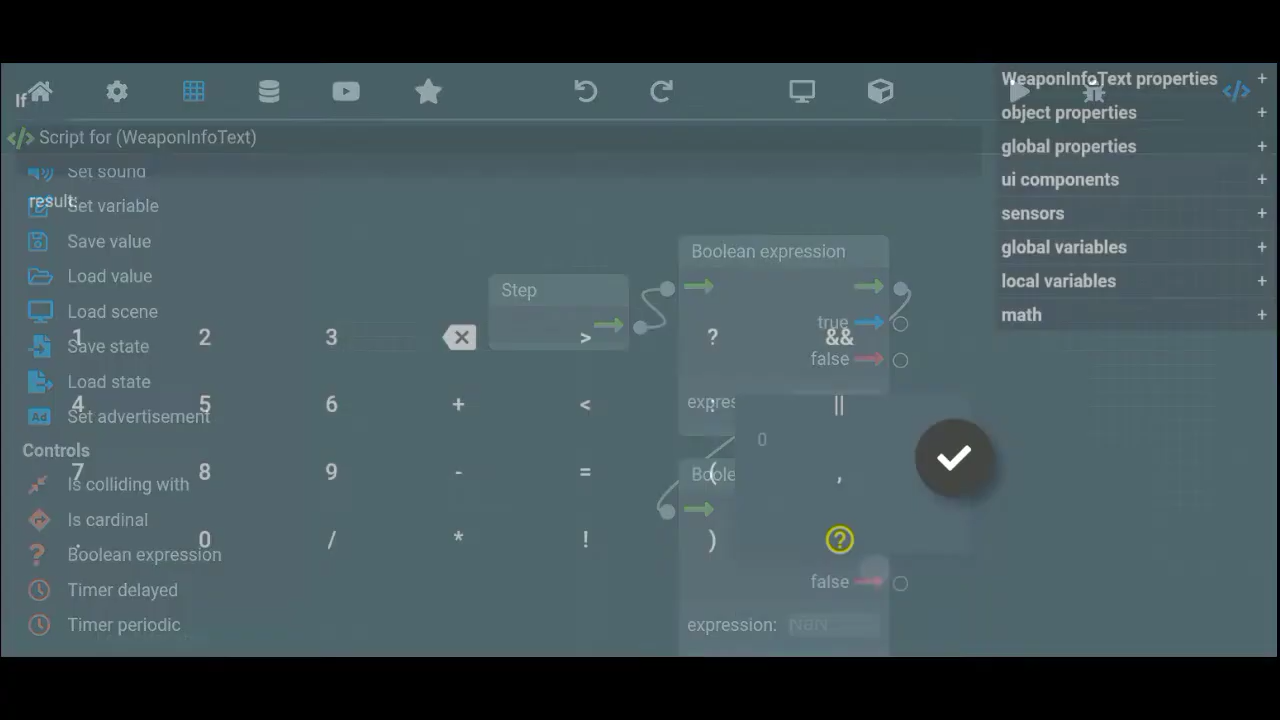 If
</>
WeaponInfoText properties +
object properties +
global properties +
ui components +
sensors +
global variables +
local variables +
math +
</> Script for (WeaponInfoText)
Set sound
result:
Set variable
Save value
Load value
Load scene
Save state
Load state
Ad Set advertisement
Controls
Is colliding with
Is cardinal
? Boolean expression
Timer delayed
Timer periodic
Step
Boolean expression
true
false
expres
0
Boole
false
expression: NaN
1 2 3 > ? &&
4 5 6 + < : ||
7 8 9 - = ( ,
. 0 / * ! ) ?